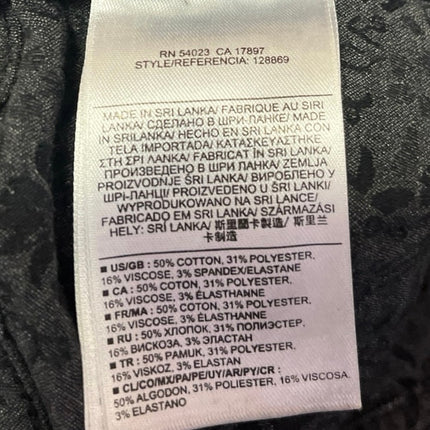 RN 54023 CA 17897
STYLE/REFERENCIA: 128869
MADE IN SRI LANKA/ FABRIQUE AU SIRI
LANKA/ СДЕЛАНО В ШРИ-ЛАНКЕ/ MADE
IN SRILANKA/ HECHO EN SRI LANKA CON
TELA IMPORTADA/ ΚΑΤΑΣΚΕΥΑΣΤΗΚΕ
ΣΤΗ ΣΡΙ ΛΑΝΚΑ/ FABRICAT ÎN SRI LANKA/
ПРОИЗВЕДЕНО В ШРИ ЛАНКА/ ZEMLJA
PROIZVODNJE SRI LANKA/ ВИРОБЛЕНО У
ШРІ-ЛАНЦІ/ PROIZVEDENO U ŠRI LANKI/
WYPRODUKOWANO NA SRI LANCE/
FABRICADO EM SRI LANKA/ SZÁRMAZÁSI
HELY: SRÍ LANKA/ 斯里蘭卡製造/ 斯里兰
卡制造
■ US/GB : 50% COTTON, 31% POLYESTER,
16% VISCOSE, 3% SPANDEX/ELASTANE
■ CA : 50% COTON, 31% POLYESTER,
16% VISCOSE, 3% ÉLASTHANNE
■ FR/MA : 50% COTON, 31% POLYESTER,
16% VISCOSE, 3% ÉLASTHANNE
■ RU : 50% ХЛОПОК, 31% ПОЛИЭСТЕР,
16% ВИСКОЗА, 3% ЭЛАСТАН
■ TR : 50% PAMUK, 31% POLYESTER,
16% VISKOZ, 3% ELASTAN
■ CL/CO/MX/PA/PE/UY/AR/PY/CR :
50% ALGODON, 31% POLIESTER, 16% VISCOSA,
3% ELASTANO